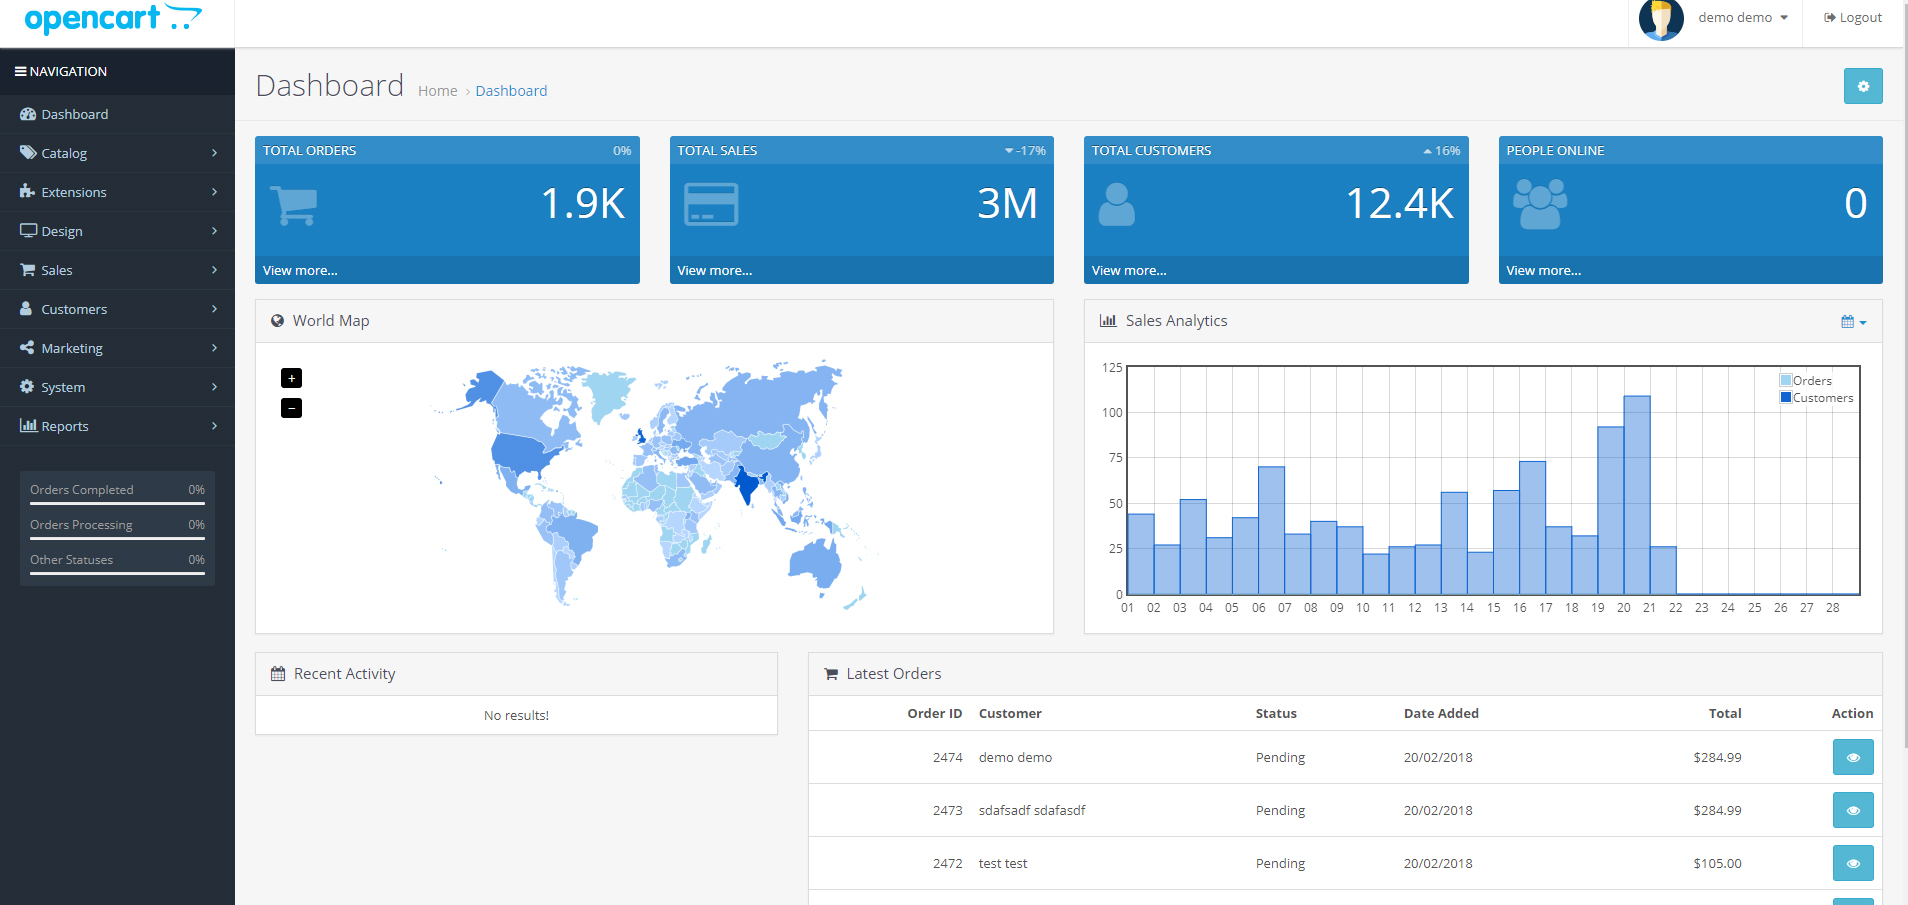 opencart
demo demo
Logout
NAVIGATION
Dashboard
Catalog
Extensions
Design
Sales
Customers
Marketing
System
Reports
Orders Completed 0%
Orders Processing 0%
Other Statuses 0%
Dashboard Home › Dashboard
TOTAL ORDERS 0%
1.9K
View more...
TOTAL SALES -17%
3M
View more...
TOTAL CUSTOMERS 16%
12.4K
View more...
PEOPLE ONLINE
0
View more...
World Map
+
−
Sales Analytics
125
100
75
50
25
0
Orders
Customers
01 02 03 04 05 06 07 08 09 10 11 12 13 14 15 16 17 18 19 20 21 22 23 24 25 26 27 28
Recent Activity
No results!
Latest Orders
Order ID Customer Status Date Added Total Action
2474 demo demo Pending 20/02/2018 $284.99
2473 sdafsadf sdafasdf Pending 20/02/2018 $284.99
2472 test test Pending 20/02/2018 $105.00